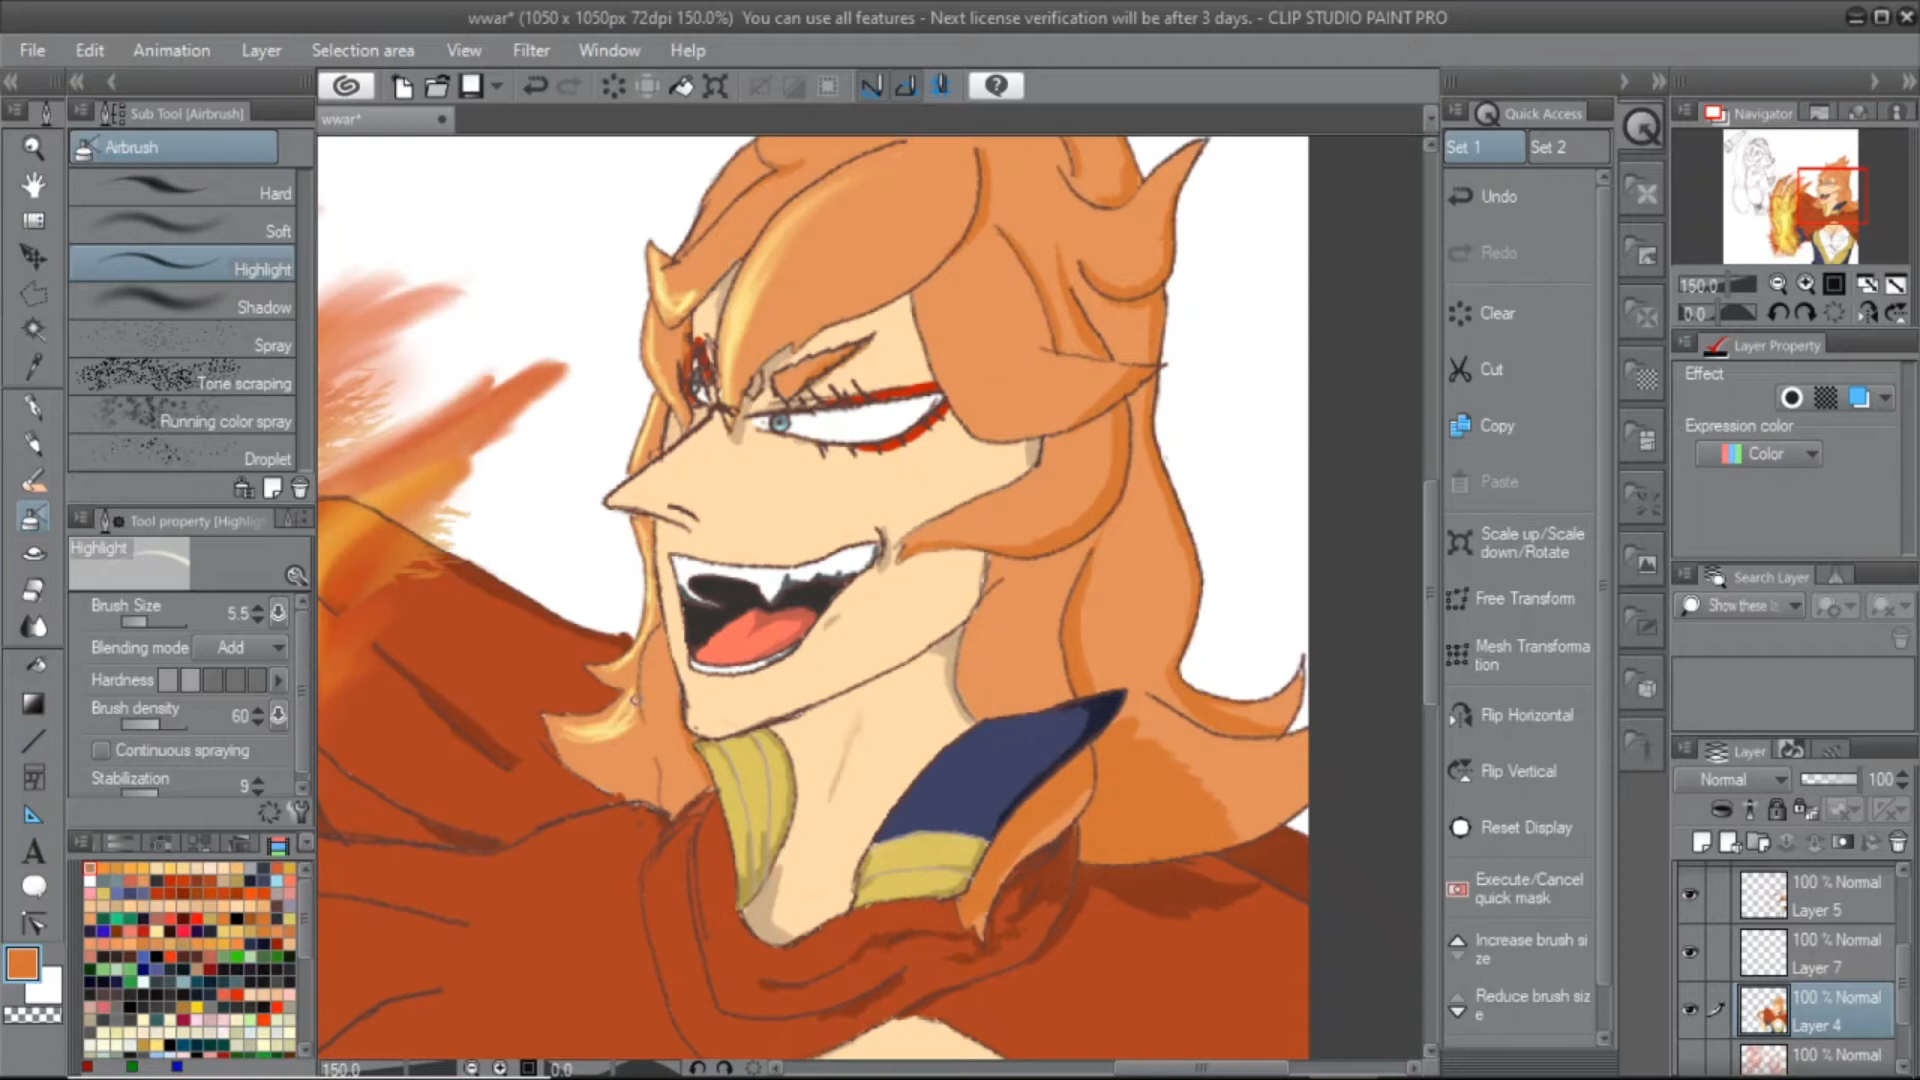 wwar* (1050 x 1050px 72dpi 150.0%) You can use all features - Next license verification will be after 3 days. - CLIP STUDIO PAINT PRO
File Edit Animation Layer Selection area View Filter Window Help
Sub Tool [Airbrush]
Airbrush
Hard
Soft
Highlight
Shadow
Spray
Tone scraping
Running color spray
Droplet
Tool property [Highlight
Highlight
Brush Size 5.5
Blending mode Add
Hardness
Brush density 60
Continuous spraying
Stabilization 9
wwar*
150.0 0.0
Quick Access
Set 1 Set 2
Undo
Redo
Clear
Cut
Copy
Paste
Scale up/Scale
down/Rotate
Free Transform
Mesh Transforma
tion
Flip Horizontal
Flip Vertical
Reset Display
Execute/Cancel
quick mask
Increase brush si
ze
Reduce brush siz
e
Navigator
150.0
0.0
Layer Property
Effect
Expression color
Color
Search Layer
Show these l
Layer
Normal 100
100 % Normal
Layer 5
100 % Normal
Layer 7
100 % Normal
Layer 4
100 % Normal